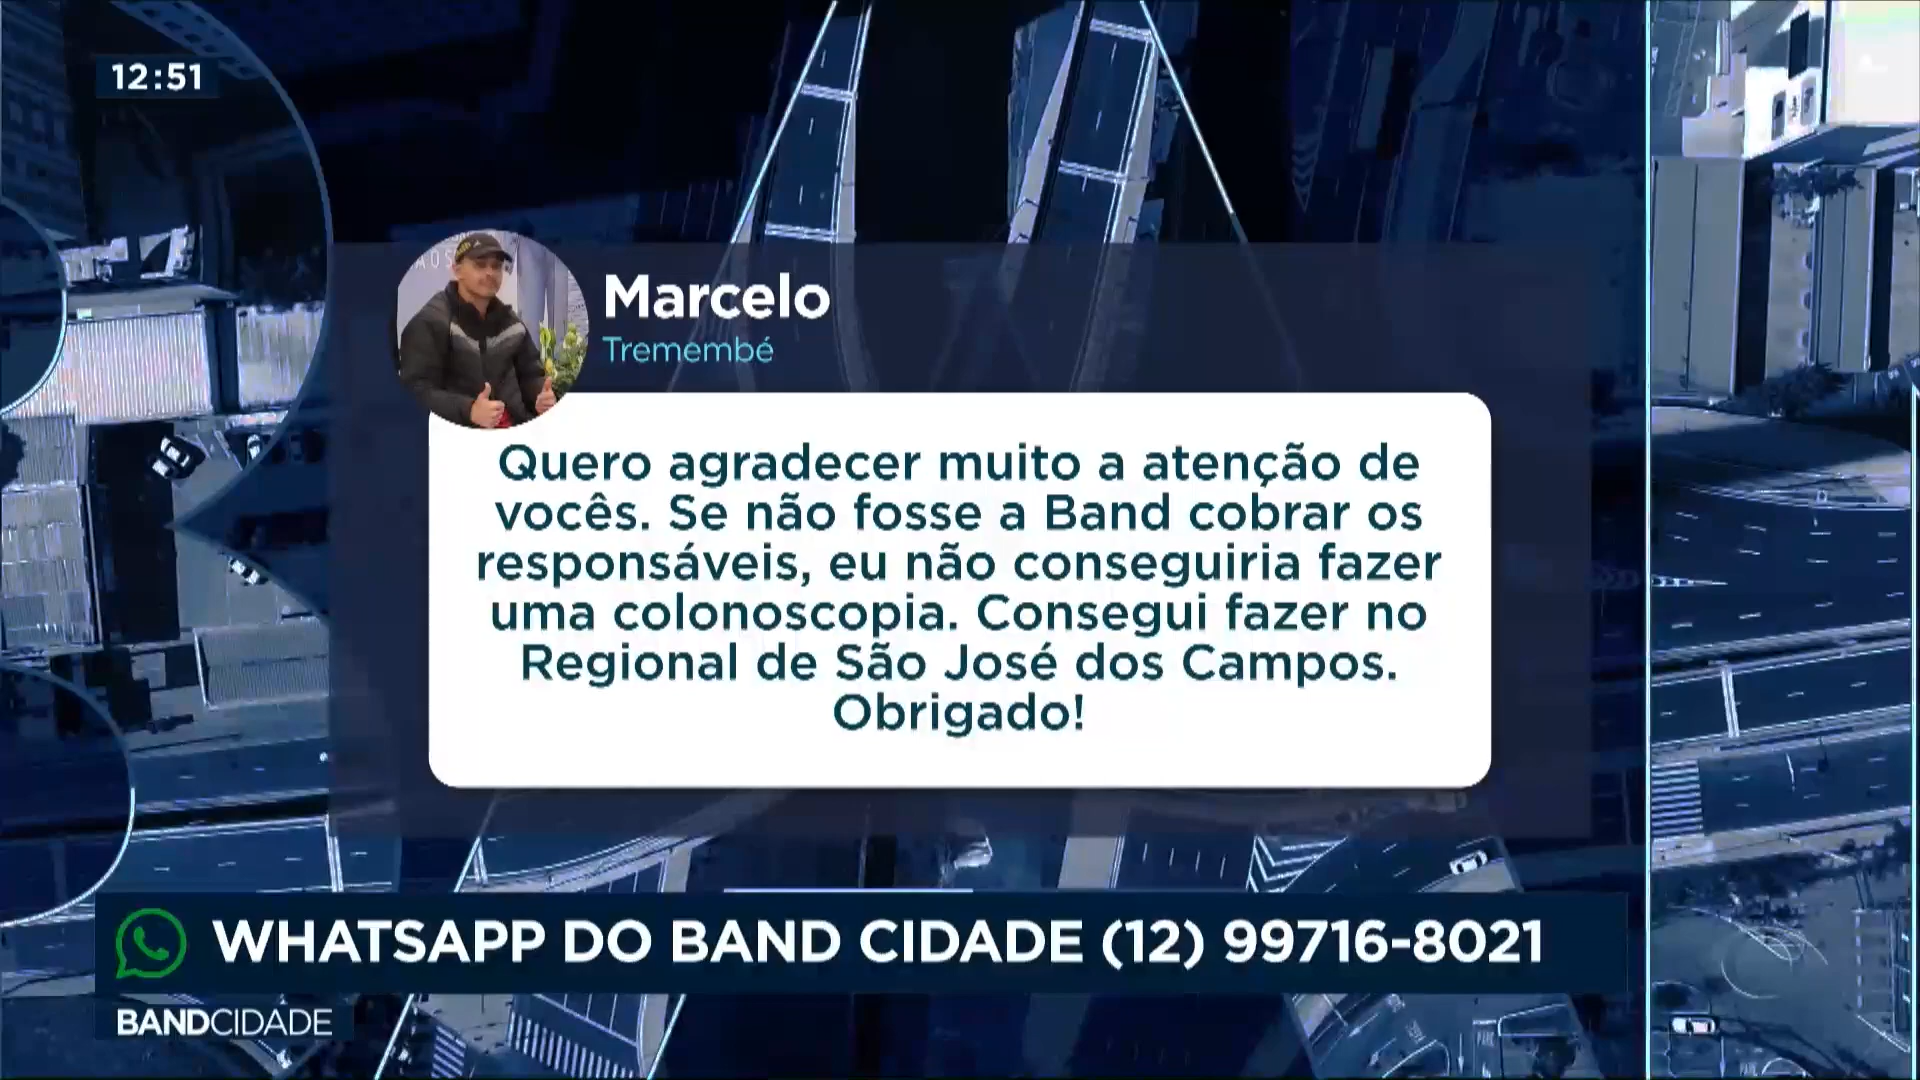 12:51
Marcelo
Tremembé
Quero agradecer muito a atenção de
vocês. Se não fosse a Band cobrar os
responsáveis, eu não conseguiria fazer
uma colonoscopia. Consegui fazer no
Regional de São José dos Campos.
Obrigado!
WHATSAPP DO BAND CIDADE (12) 99716-8021
BANDCIDADE